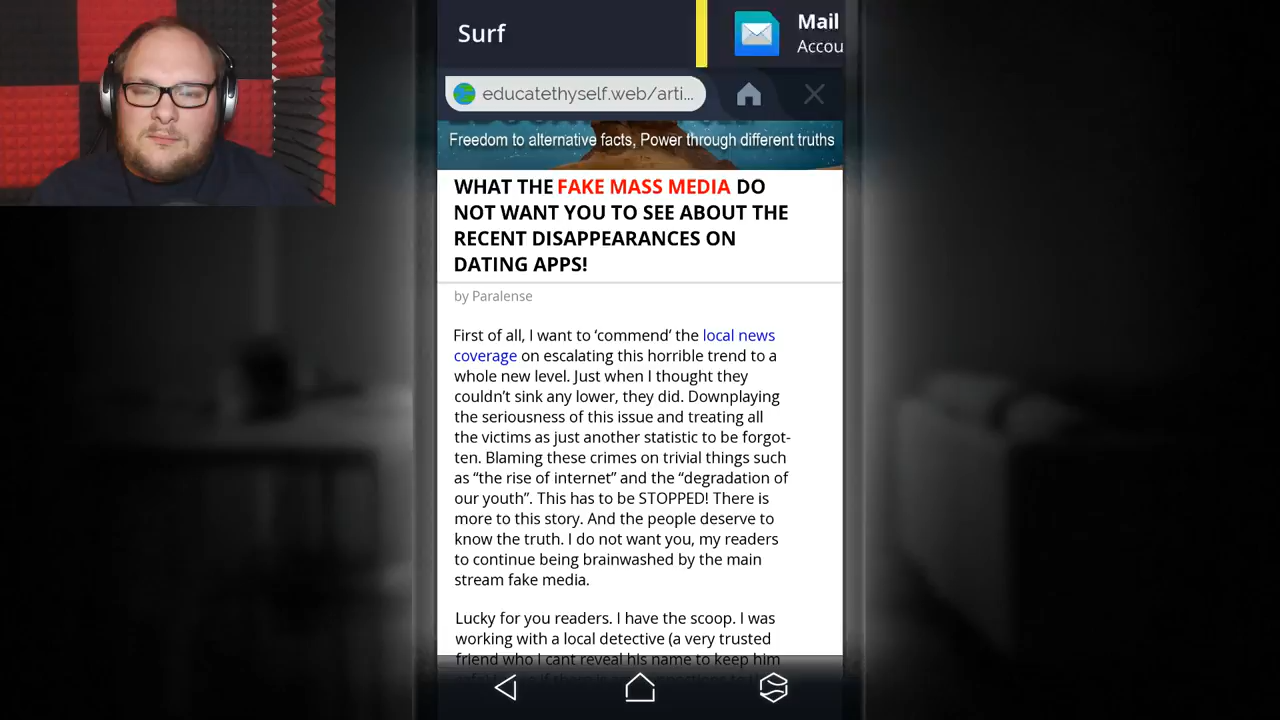 Surf
Mail
Accou
educatethyself.web/arti...
Freedom to alternative facts, Power through different truths
WHAT THE FAKE MASS MEDIA DO
NOT WANT YOU TO SEE ABOUT THE
RECENT DISAPPEARANCES ON
DATING APPS!
by Paralense
First of all, I want to ‘commend’ the local news
coverage on escalating this horrible trend to a
whole new level. Just when I thought they
couldn’t sink any lower, they did. Downplaying
the seriousness of this issue and treating all
the victims as just another statistic to be forgot-
ten. Blaming these crimes on trivial things such
as “the rise of internet” and the “degradation of
our youth”. This has to be STOPPED! There is
more to this story. And the people deserve to
know the truth. I do not want you, my readers
to continue being brainwashed by the main
stream fake media.
Lucky for you readers. I have the scoop. I was
working with a local detective (a very trusted
friend who I cant reveal his name to keep him